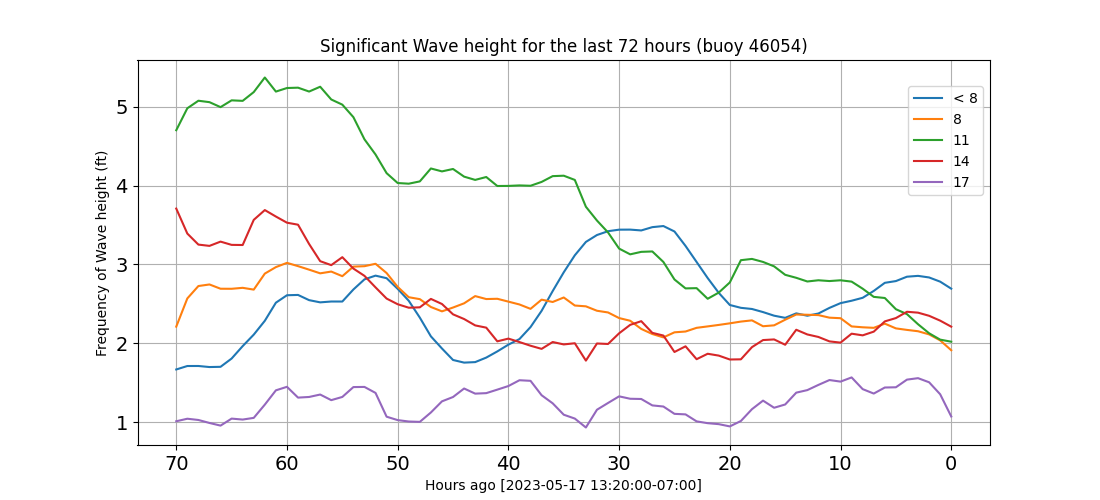 Significant Wave height for the last 72 hours (buoy 46054)
Frequency of Wave height (ft)
5
4
3
2
1
< 8
8
11
14
17
70 60 50 40 30 20 10 0
Hours ago [2023-05-17 13:20:00-07:00]